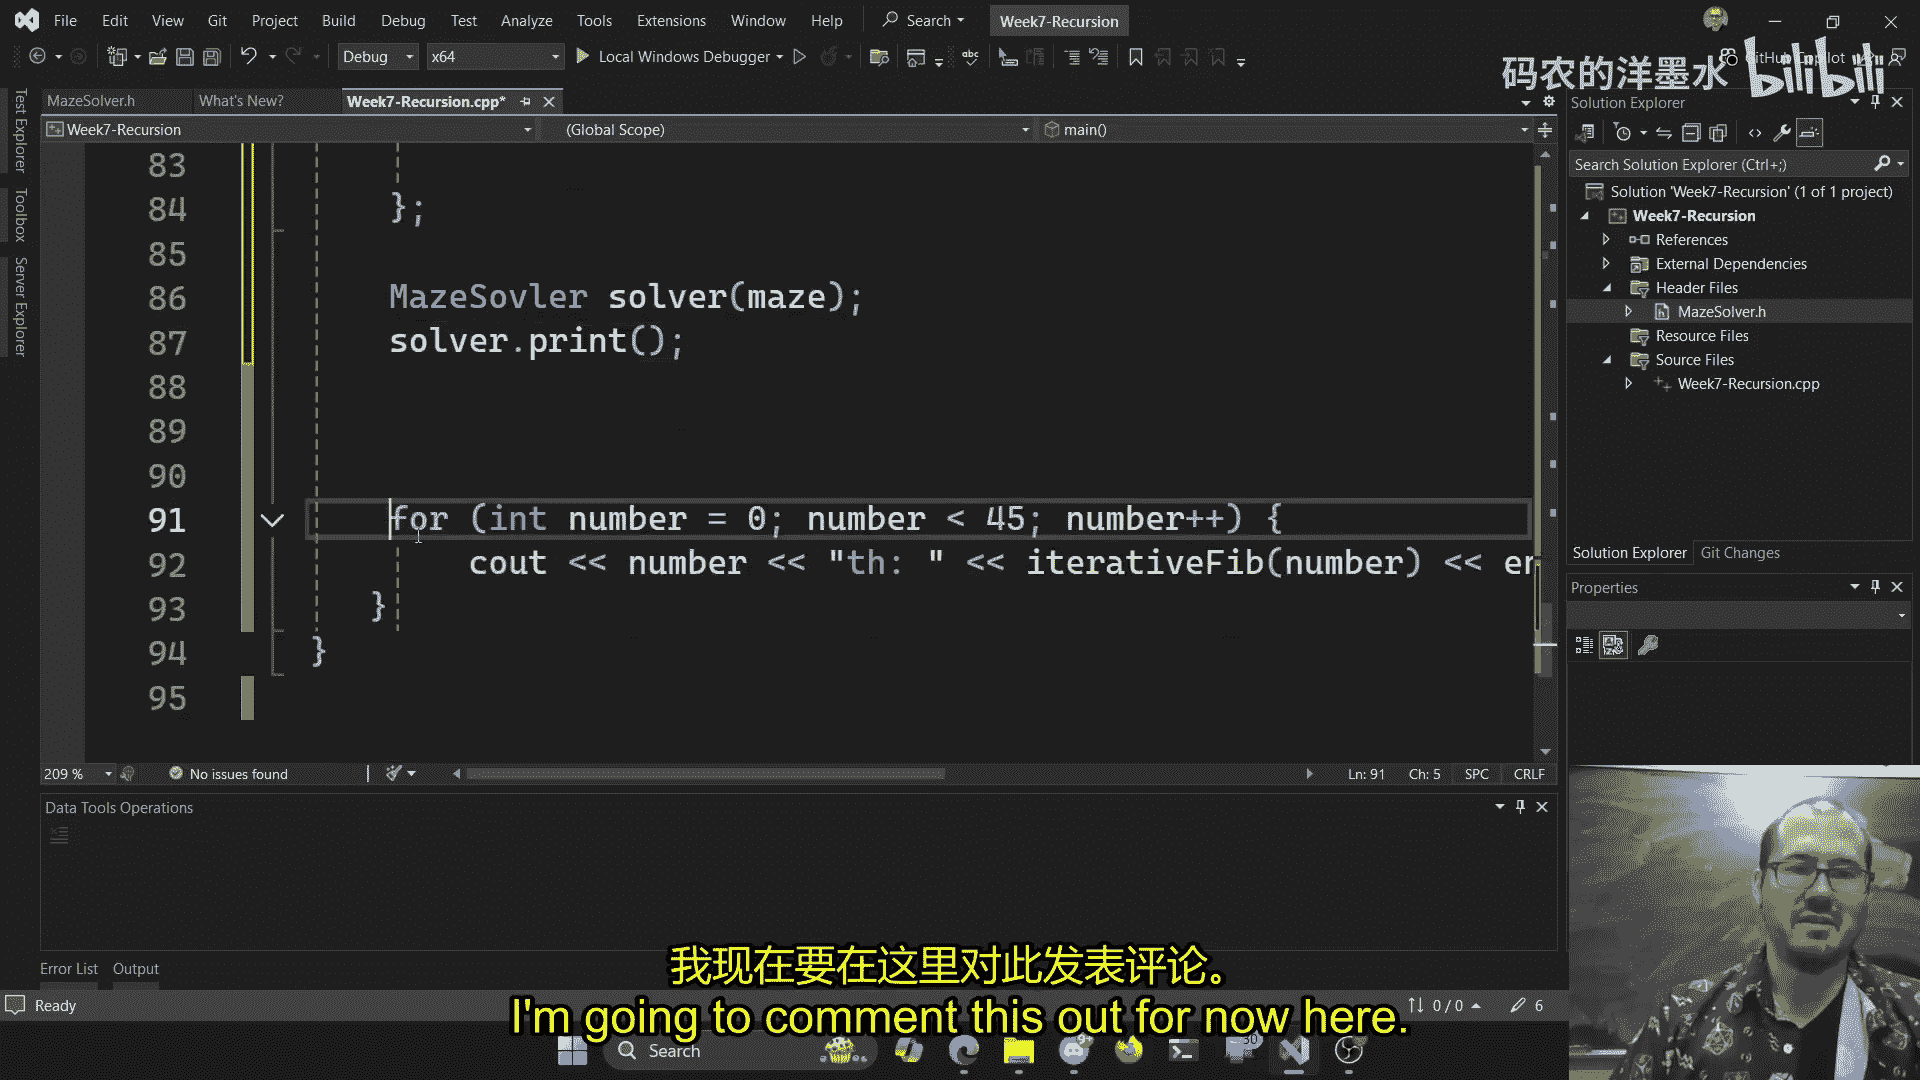 File Edit View Git Project Build Debug Test Analyze Tools Extensions Window Help Search Week7-Recursion
Debug x64 Local Windows Debugger
码农的洋墨水 bilibili
MazeSolver.h What's New? Week7-Recursion.cpp*
Week7-Recursion (Global Scope) main()
Test Explorer
Toolbox
Server Explorer
83
84 };
85
86 MazeSovler solver(maze);
87 solver.print();
88
89
90
91 for (int number = 0; number < 45; number++) {
92 cout << number << "th: " << iterativeFib(number) << en
93 }
94 }
95
209 % No issues found Ln: 91 Ch: 5 SPC CRLF
Data Tools Operations
Error List Output
Ready 0 / 0 6
Solution Explorer
Search Solution Explorer (Ctrl+;)
Solution 'Week7-Recursion' (1 of 1 project)
Week7-Recursion
References
External Dependencies
Header Files
MazeSolver.h
Resource Files
Source Files
Week7-Recursion.cpp
Solution Explorer Git Changes
Properties
我现在要在这里对此发表评论。
I'm going to comment this out for now here.
Search